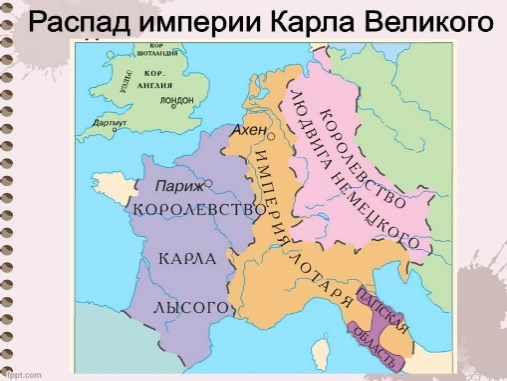 Распад империи Карла Великого
КОР
ШОТЛАНДИЯ
УЭЛЬС
КОР.
АНГЛИЯ
ЛОНДОН
Дартмут
Ахен
Париж
КОРОЛЕВСТВО
КАРЛА
ЛЫСОГО
ИМПЕРИЯ ЛОТАРЯ
КОРОЛЕВСТВО
ЛЮДВИГА НЕМЕЦКОГО
ПАПСКАЯ
ОБЛАСТЬ
fppt.com